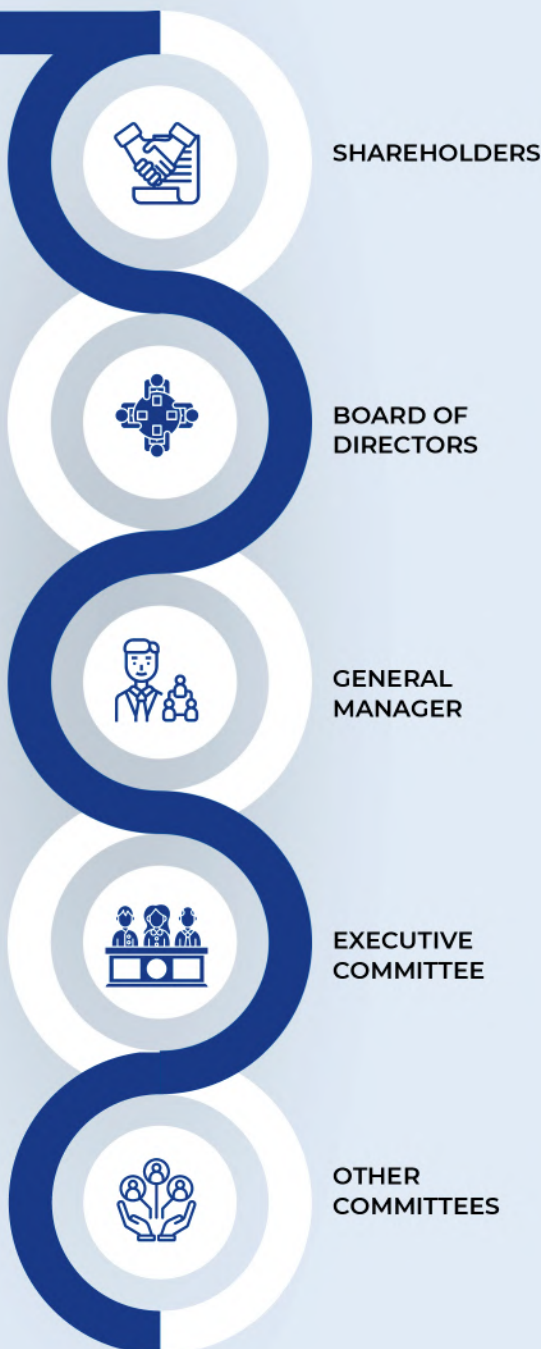 SHAREHOLDERS
BOARD OF
DIRECTORS
GENERAL
MANAGER
EXECUTIVE
COMMITTEE
OTHER
COMMITTEES